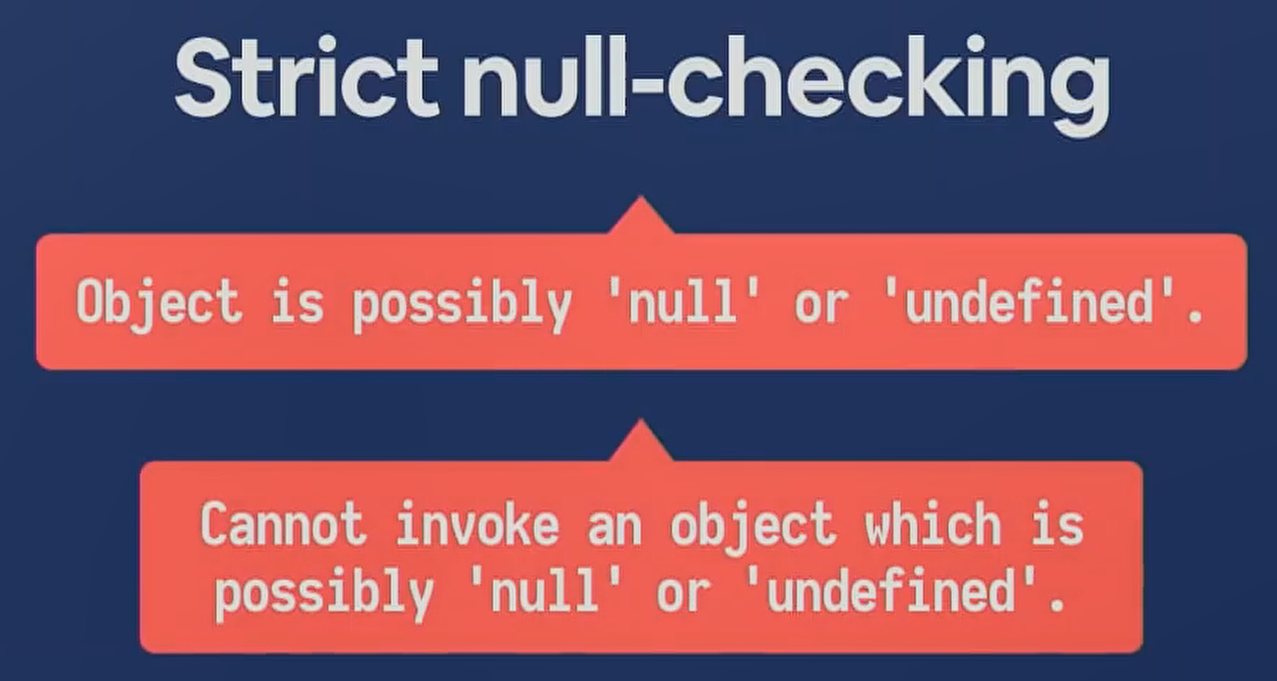 Strict null-checking
Object is possibly 'null' or 'undefined'.
Cannot invoke an object which is
possibly 'null' or 'undefined'.